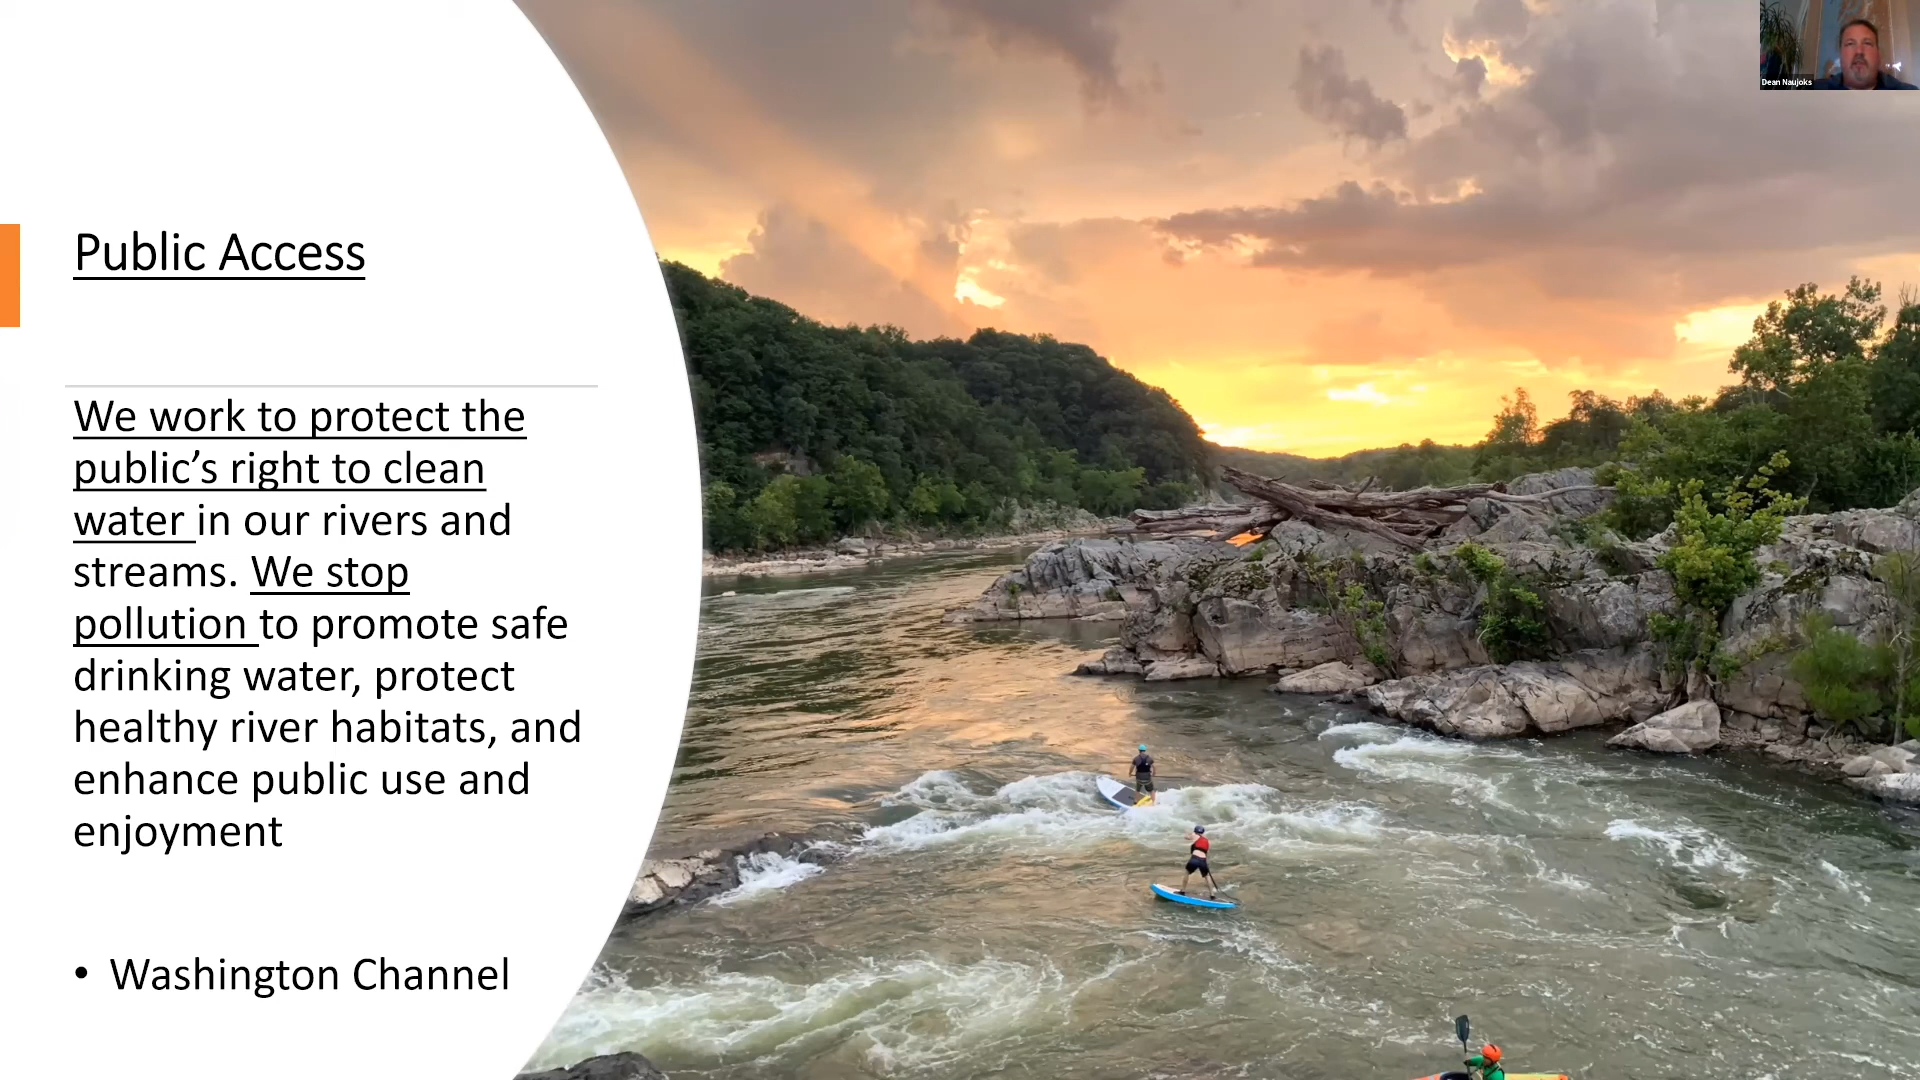 Dean Naujoks
Public Access
We work to protect the
public’s right to clean
water in our rivers and
streams. We stop
pollution to promote safe
drinking water, protect
healthy river habitats, and
enhance public use and
enjoyment
• Washington Channel